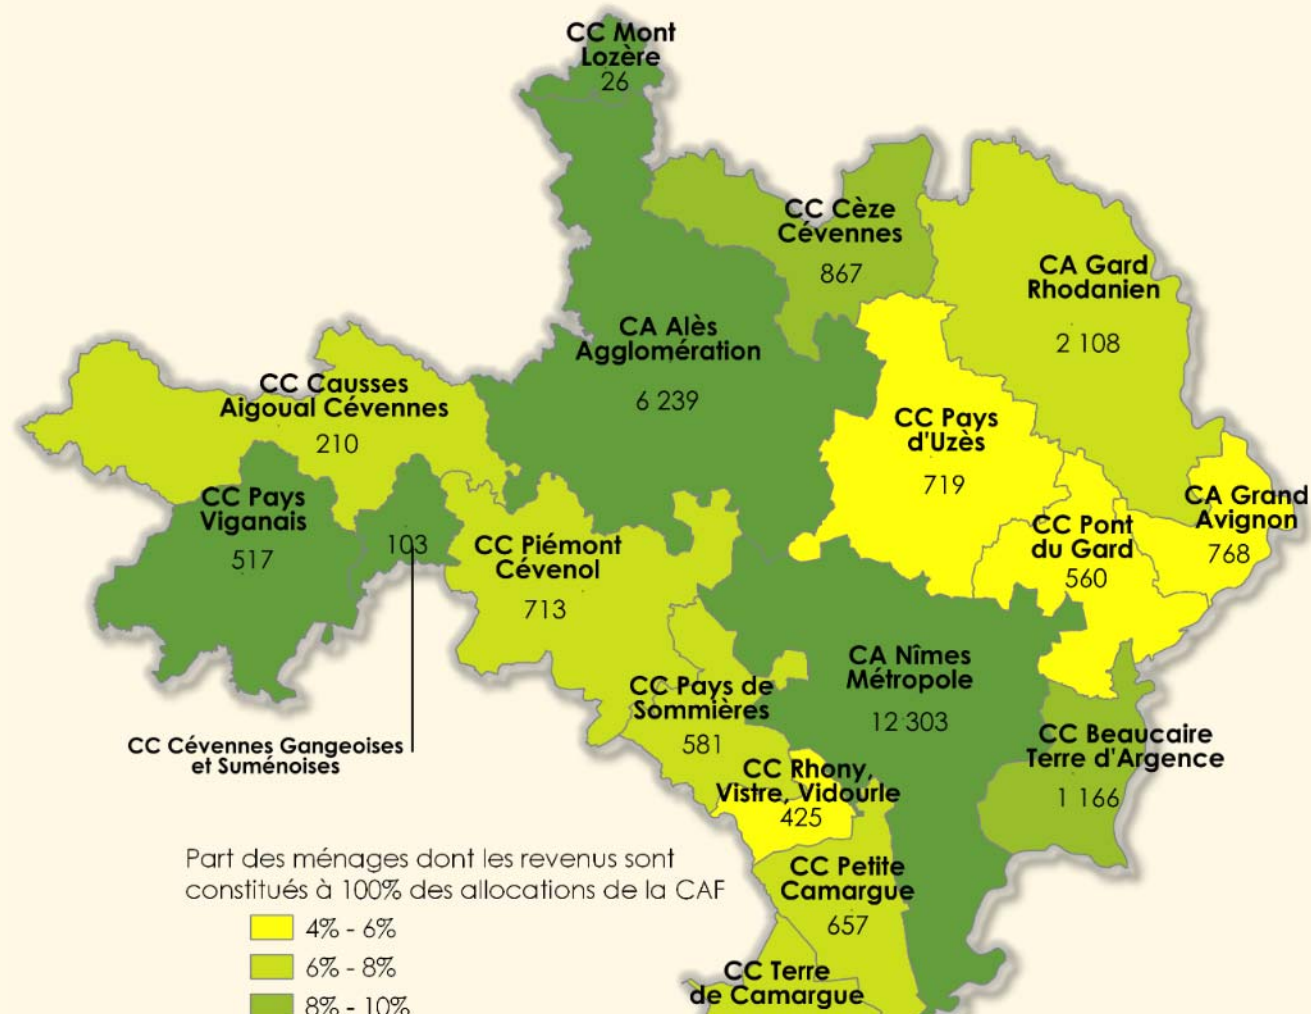 CC Mont
Lozère
26
CC Cèze
Cévennes
867
CA Gard
Rhodanien
2 108
CA Alès
Agglomération
6 239
CC Causses
Aigoual Cévennes
210
CC Pays
d'Uzès
719
CC Pays
Viganais
517
103
CC Piémont
Cévenol
713
CC Pont
du Gard
560
CA Grand
Avignon
768
CA Nîmes
Métropole
12 303
CC Pays de
Sommières
581
CC Cévennes Gangeoises
et Suménoises
CC Beaucaire
Terre d'Argence
1 166
CC Rhony,
Vistre, Vidourle
425
CC Petite
Camargue
657
CC Terre
de Camargue
Part des ménages dont les revenus sont
constitués à 100% des allocations de la CAF
4% - 6%
6% - 8%
8% - 10%